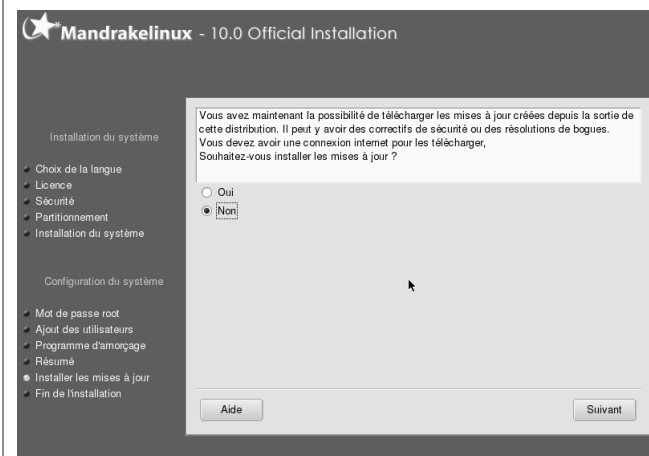 Mandrakelinux - 10.0 Official Installation
Installation du système
Choix de la langue
Licence
Sécurité
Partitionnement
Installation du système
Configuration du système
Mot de passe root
Ajout des utilisateurs
Programme d'amorçage
Résumé
Installer les mises à jour
Fin de l'installation
Vous avez maintenant la possibilité de télécharger les mises à jour créées depuis la sortie de
cette distribution. Il peut y avoir des correctifs de sécurité ou des résolutions de bogues.
Vous devez avoir une connexion internet pour les télécharger,
Souhaitez-vous installer les mises à jour ?
Oui
Non
Aide
Suivant